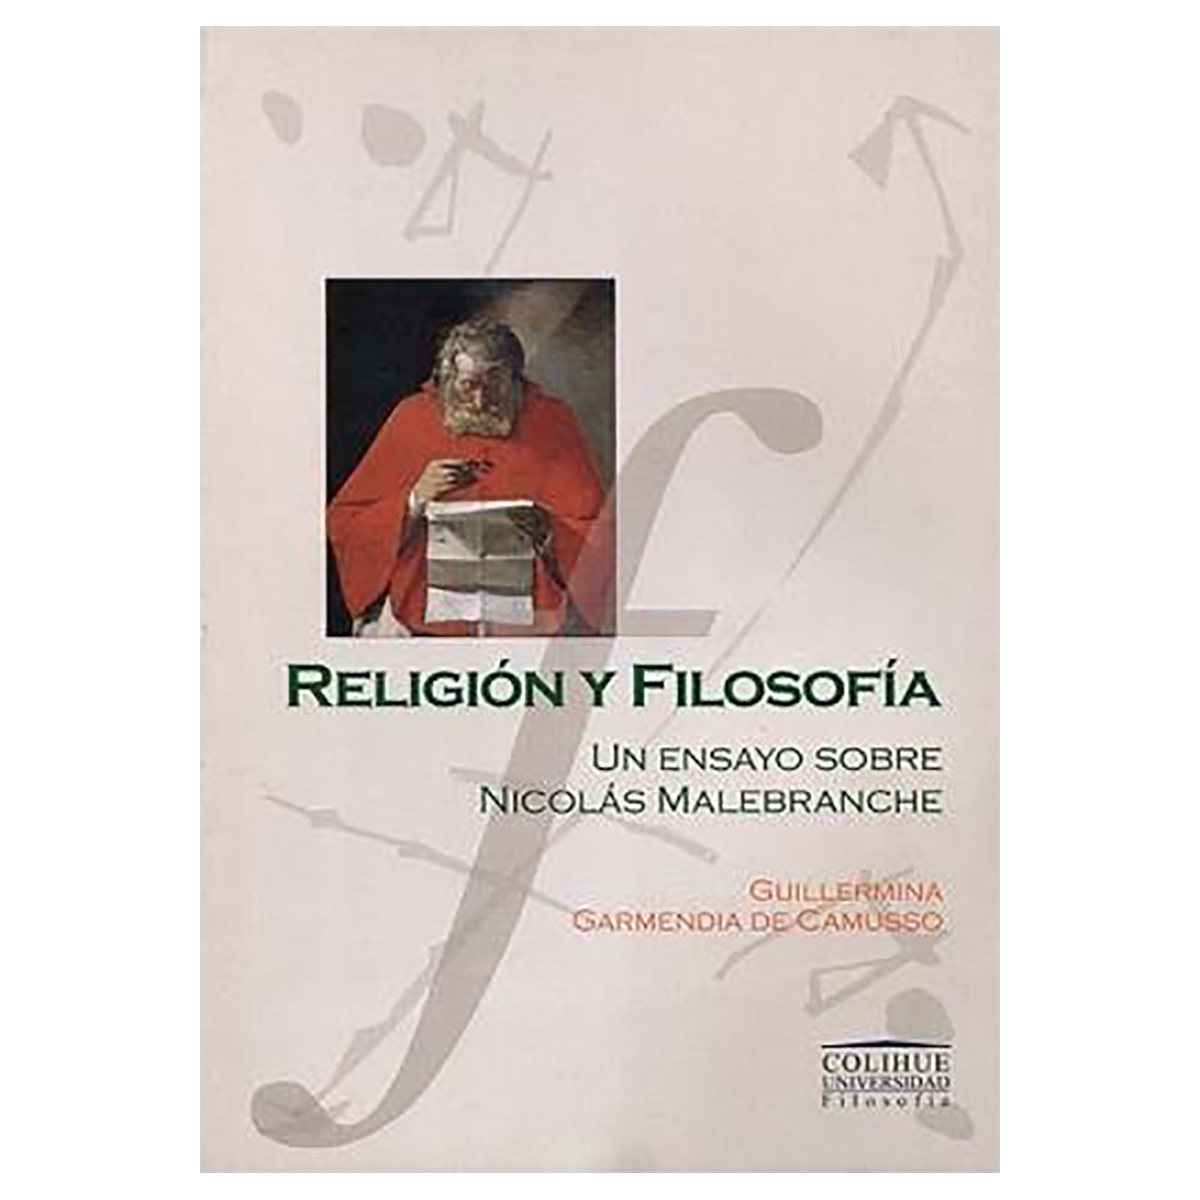 RELIGIÓN Y FILOSOFÍA
UN ENSAYO SOBRE
NICOLÁS MALEBRANCHE
GUILLERMINA
GARMENDIA DE CAMUSSO
COLIHUE
UNIVERSIDAD
Filosofía